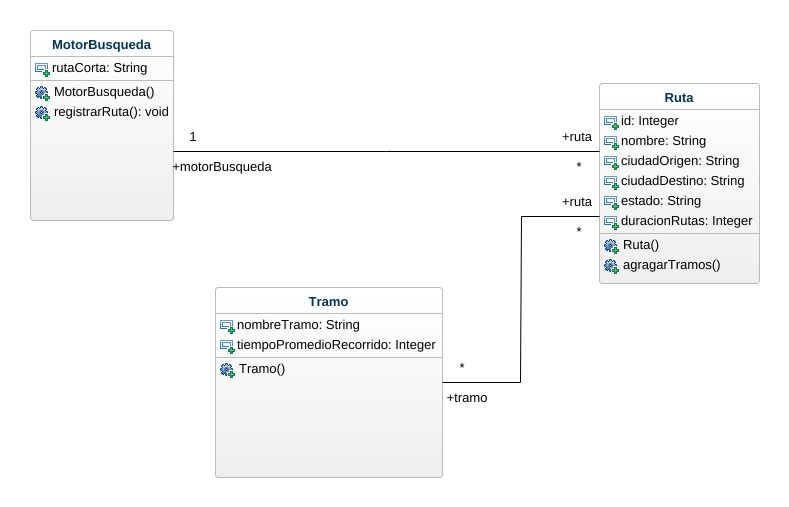 MotorBusqueda
rutaCorta: String
MotorBusqueda()
registrarRuta(): void
1
+motorBusqueda
+ruta
*
Ruta
id: Integer
nombre: String
ciudadOrigen: String
ciudadDestino: String
estado: String
duracionRutas: Integer
Ruta()
agragarTramos()
+ruta
*
Tramo
nombreTramo: String
tiempoPromedioRecorrido: Integer
Tramo()
*
+tramo